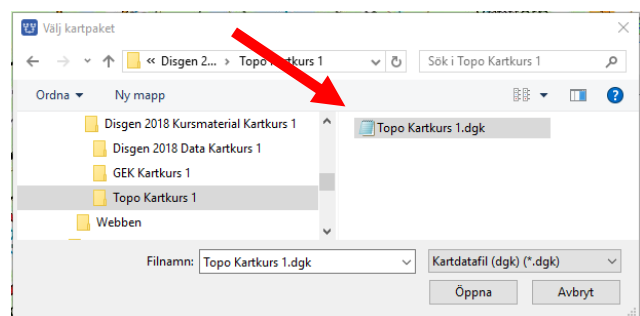 Välj kartpaket
« Disgen 2... › Topo Kartkurs 1
Sök i Topo Kartkurs 1
Ordna
Ny mapp
Disgen 2018 Kursmaterial Kartkurs 1
Disgen 2018 Data Kartkurs 1
GEK Kartkurs 1
Topo Kartkurs 1
Webben
Topo Kartkurs 1.dgk
Filnamn: Topo Kartkurs 1.dgk
Kartdatafil (dgk) (*.dgk)
Öppna
Avbryt